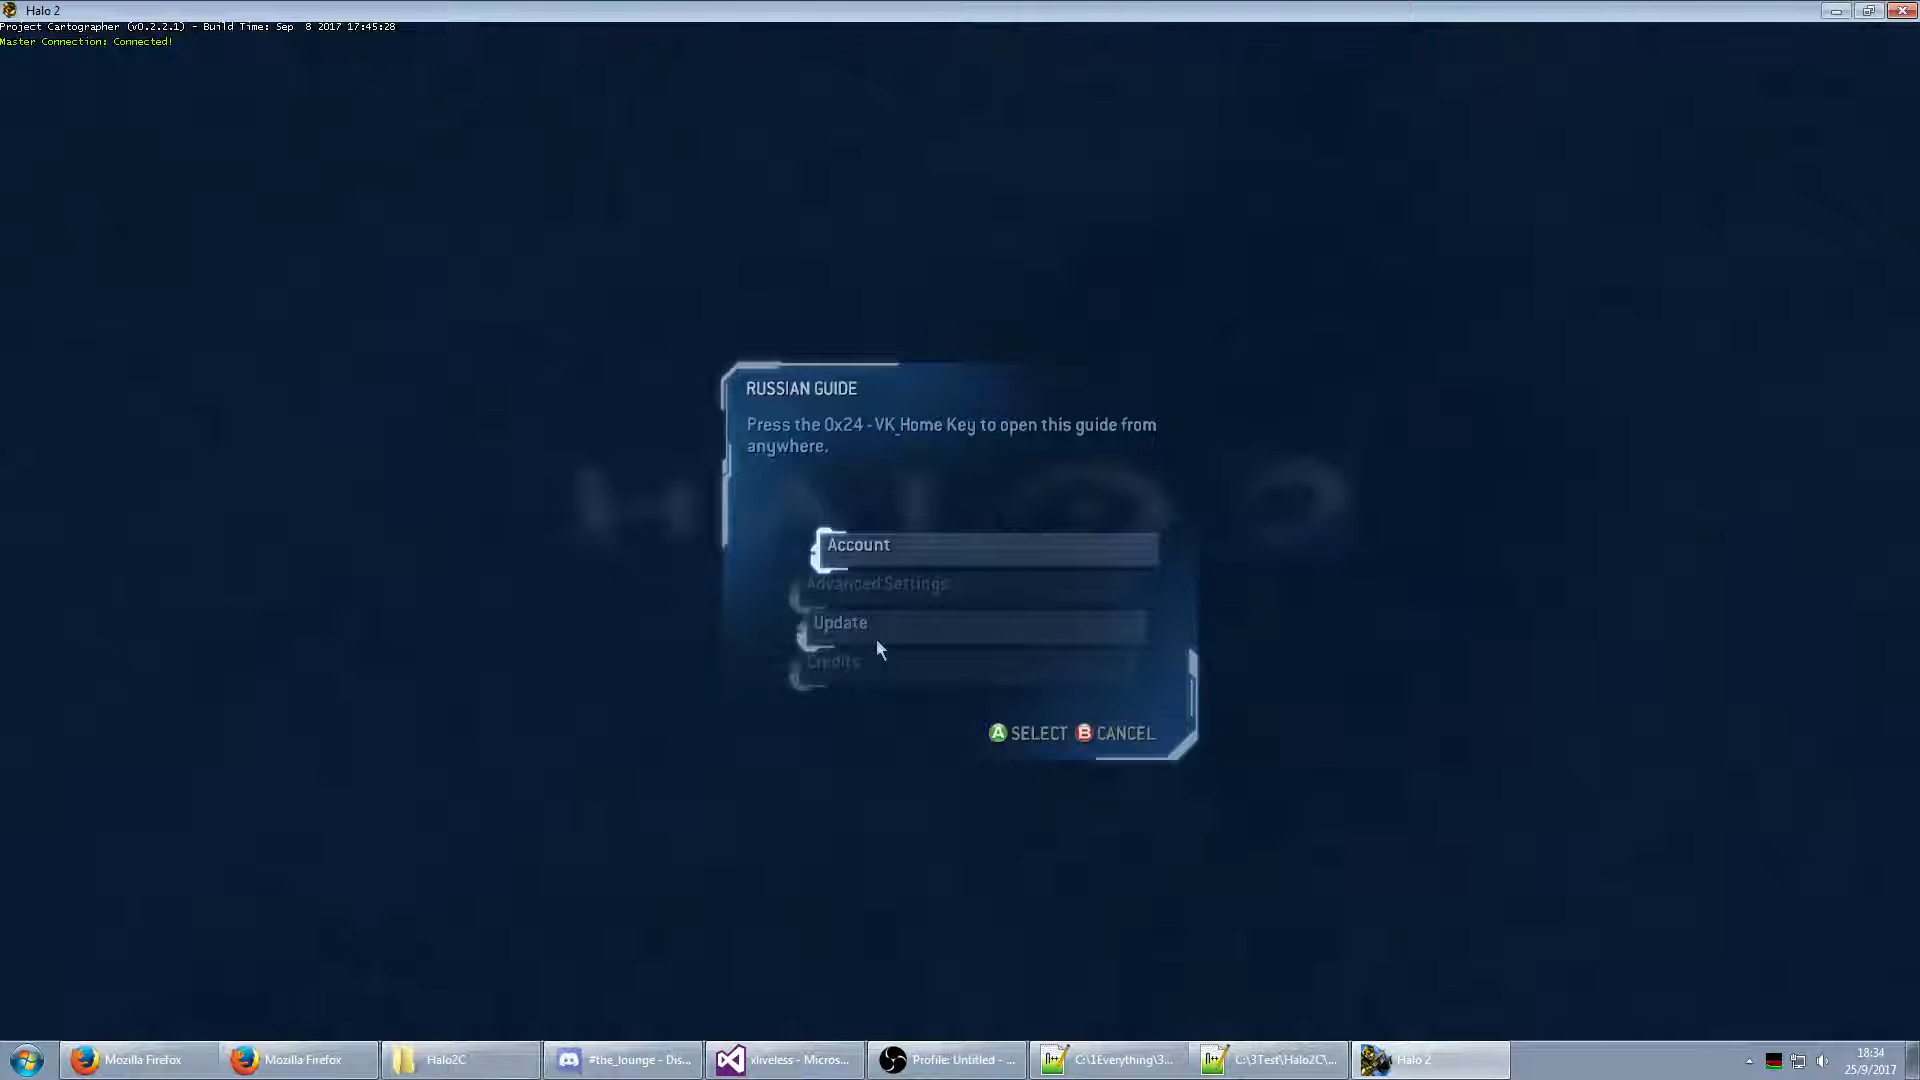 Halo 2
Project Cartographer (v0.2.2.1) - Build Time: Sep  8 2017 17:45:28
Master Connection: Connected!
RUSSIAN GUIDE
Press the 0x24 - VK_Home Key to open this guide from
anywhere.
HALO 2
Account
Advanced Settings
Update
Credits
A SELECT B CANCEL
Mozilla Firefox
Mozilla Firefox
Halo2C
#the_lounge - Dis...
xliveless - Micros...
Profile: Untitled - ...
C:\1Everything\3...
C:\3Test\Halo2C\...
Halo 2
18:34
25/9/2017